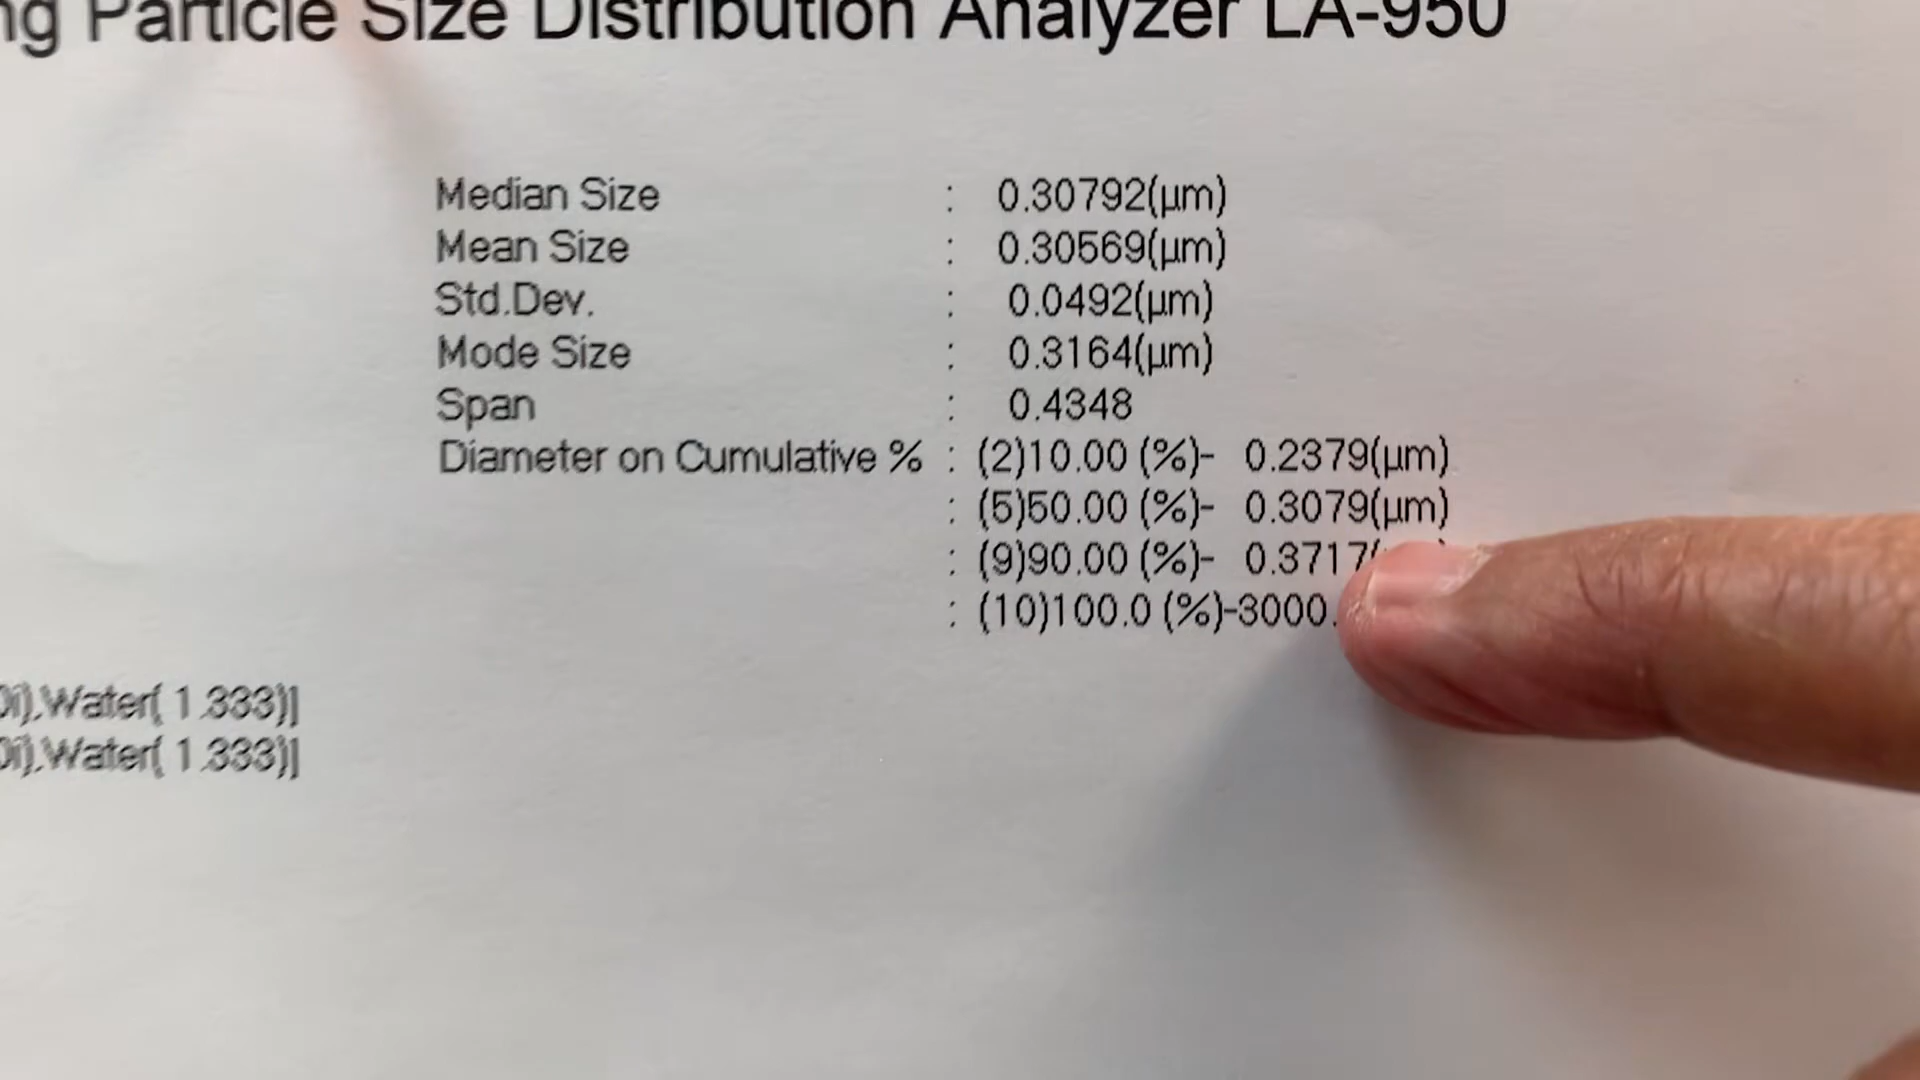 Particle Size Distribution Analyzer LA-950
Median Size : 0.30792(µm)
Mean Size : 0.30569(µm)
Std.Dev. : 0.0492(µm)
Mode Size : 0.3164(µm)
Span : 0.4348
Diameter on Cumulative % : (2)10.00 (%)- 0.2379(µm)
: (5)50.00 (%)- 0.3079(µm)
: (9)90.00 (%)- 0.3717(
: (10)100.0 (%)-3000.
.Water( 1.333)]
.Water( 1.333)]